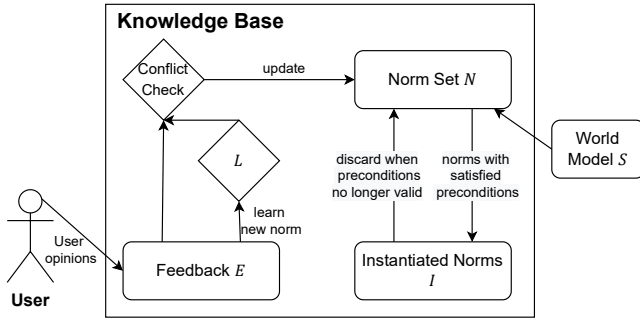 Knowledge Base
Conflict
Check
update
Norm Set N
World
Model S
L
discard when
preconditions
no longer valid
norms with
satisfied
preconditions
learn
new norm
User
opinions
Feedback E
Instantiated Norms
I
User